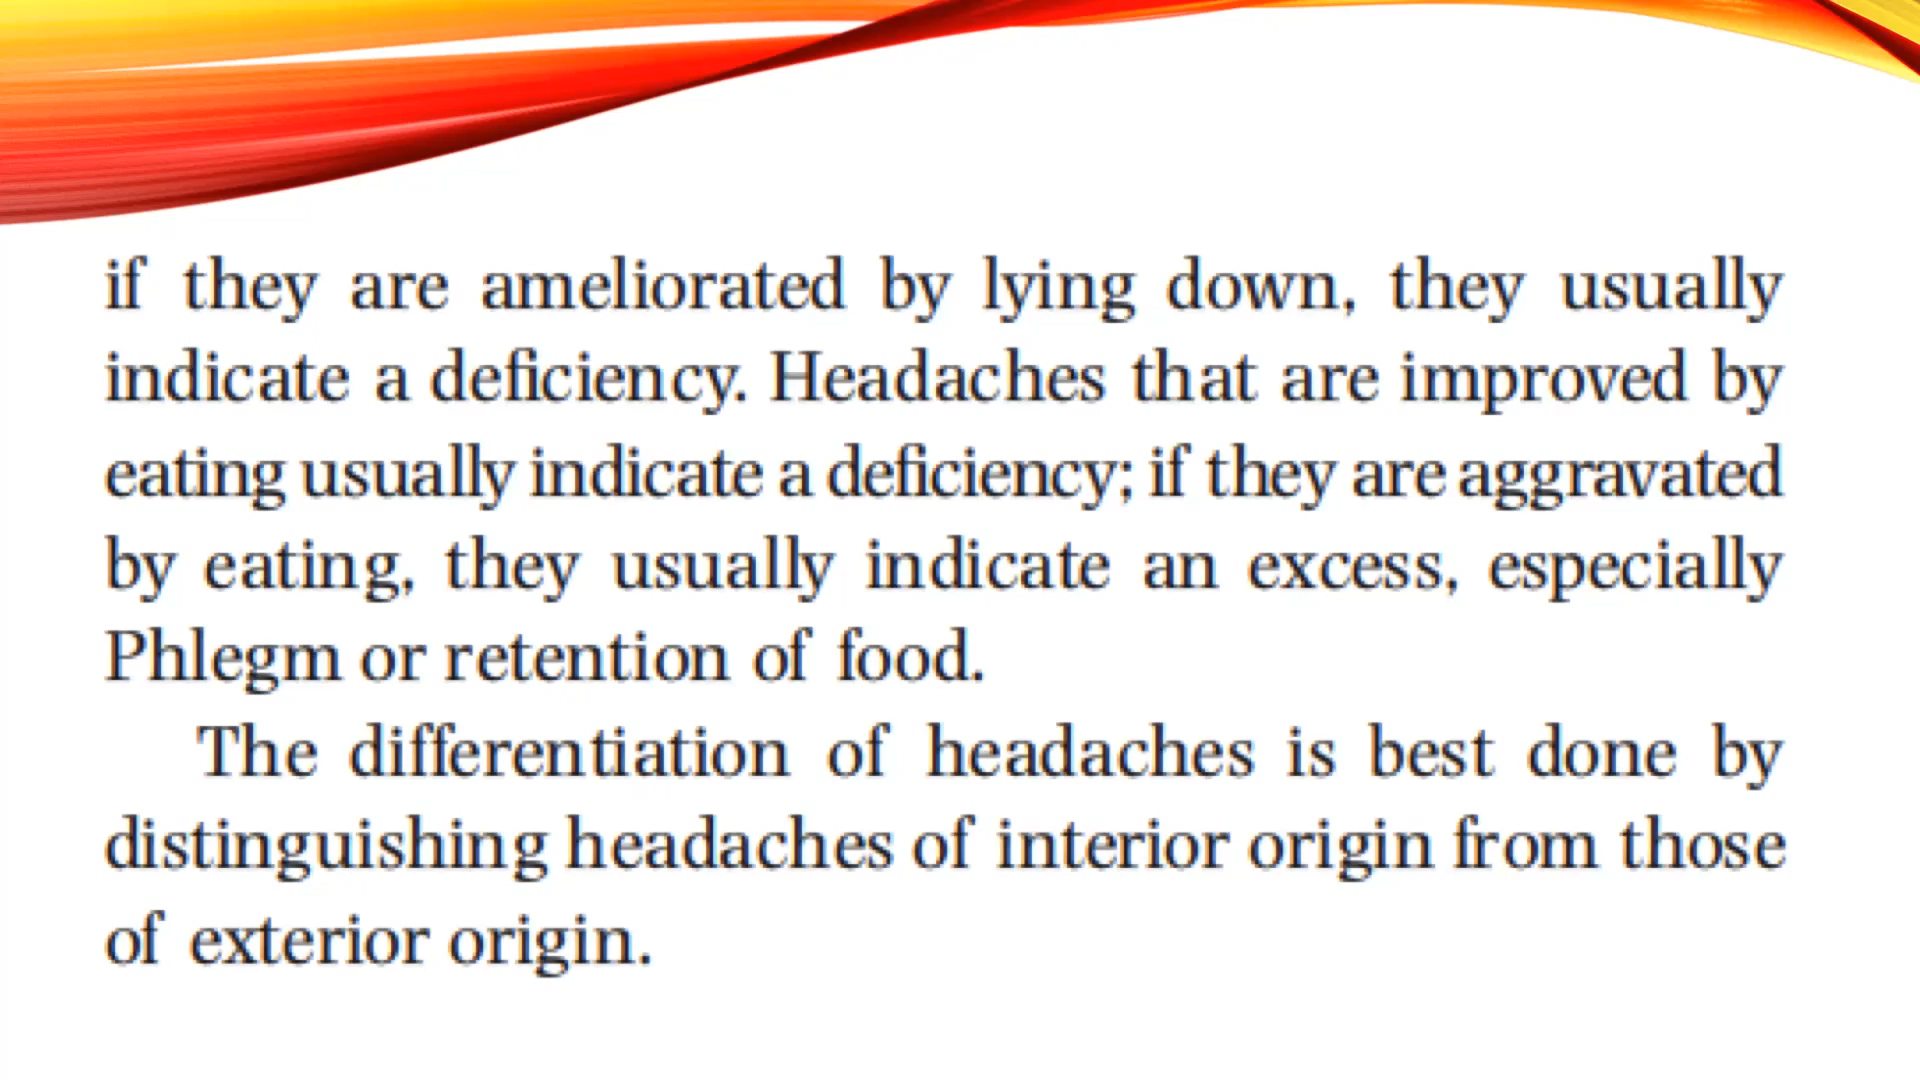 if they are ameliorated by lying down, they usually
indicate a deficiency. Headaches that are improved by
eating usually indicate a deficiency; if they are aggravated
by eating, they usually indicate an excess, especially
Phlegm or retention of food.
The differentiation of headaches is best done by
distinguishing headaches of interior origin from those
of exterior origin.